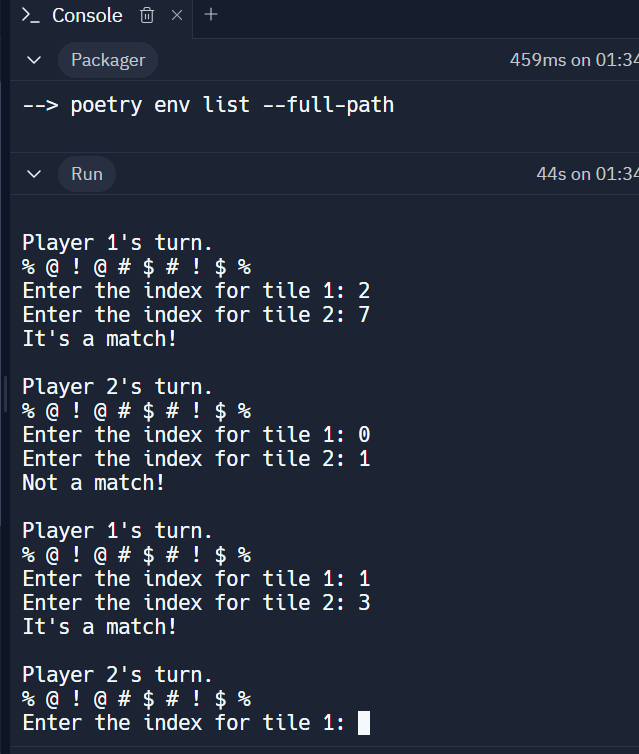 >_ Console
Packager 459ms on 01:34
--> poetry env list --full-path
Run 44s on 01:34
Player 1's turn.
% @ ! @ # $ # ! $ %
Enter the index for tile 1: 2
Enter the index for tile 2: 7
It's a match!
Player 2's turn.
% @ ! @ # $ # ! $ %
Enter the index for tile 1: 0
Enter the index for tile 2: 1
Not a match!
Player 1's turn.
% @ ! @ # $ # ! $ %
Enter the index for tile 1: 1
Enter the index for tile 2: 3
It's a match!
Player 2's turn.
% @ ! @ # $ # ! $ %
Enter the index for tile 1: